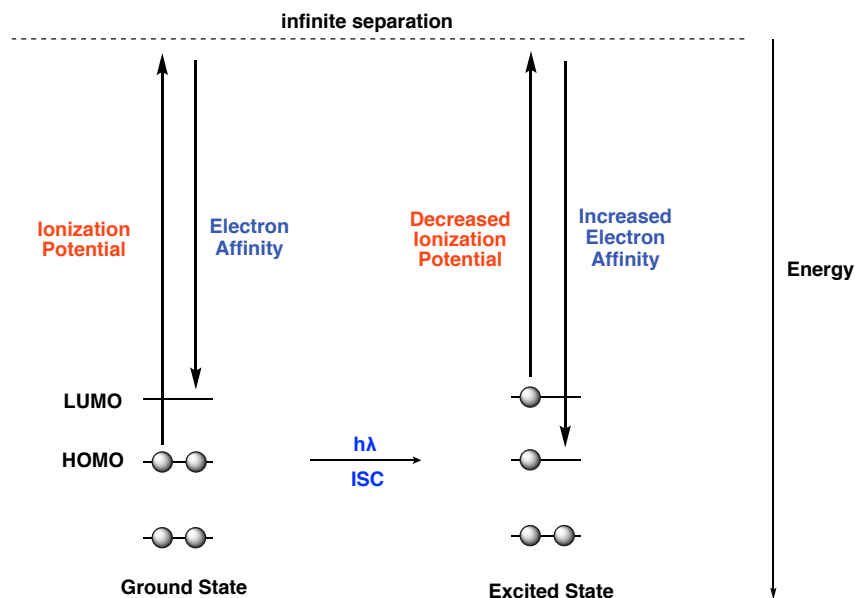 infinite separation
Ionization
Potential
Electron
Affinity
Decreased
Ionization
Potential
Increased
Electron
Affinity
Energy
LUMO
HOMO
hλ
ISC
Ground State
Excited State